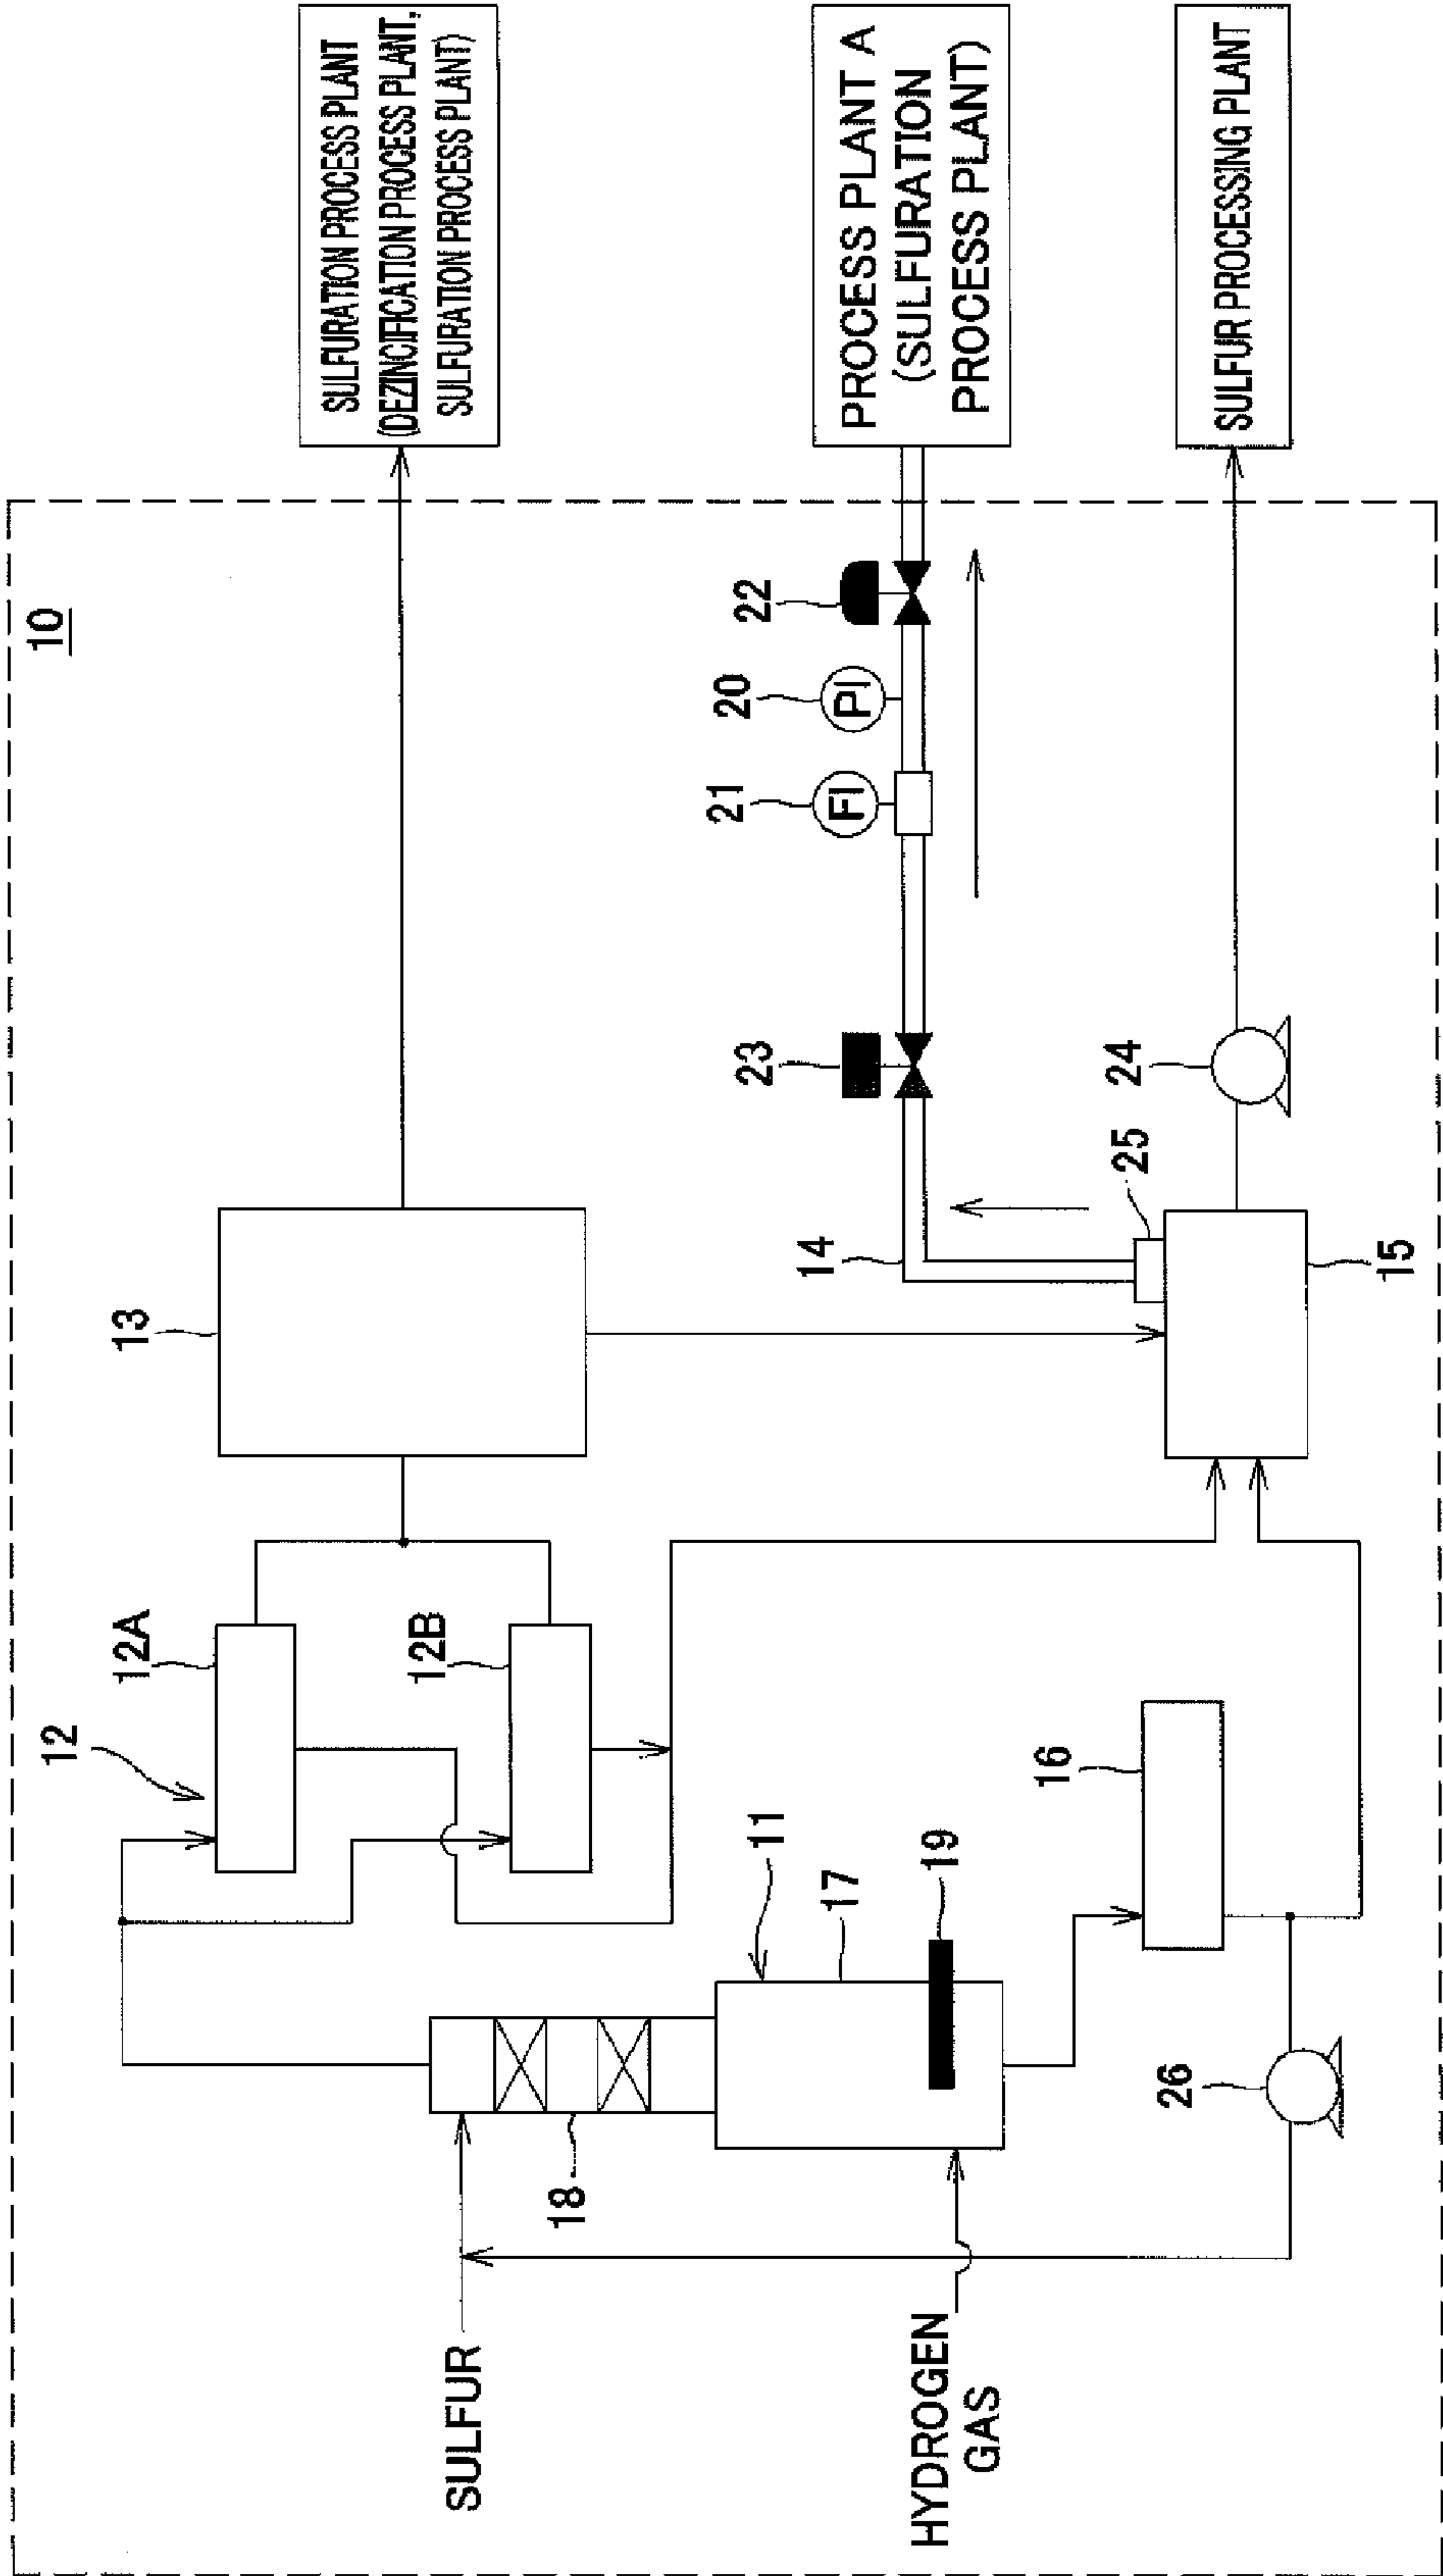 10
SULFURATION PROCESS PLANT
(DEZINCIFICATION PROCESS PLANT,
SULFURATION PROCESS PLANT)
PROCESS PLANT A
(SULFURATION
PROCESS PLANT)
SULFUR PROCESSING PLANT
12
12A
12B
13
22
20
PI
21
FI
23
14
24
25
15
11
17
19
16
18
26
SULFUR
HYDROGEN
GAS